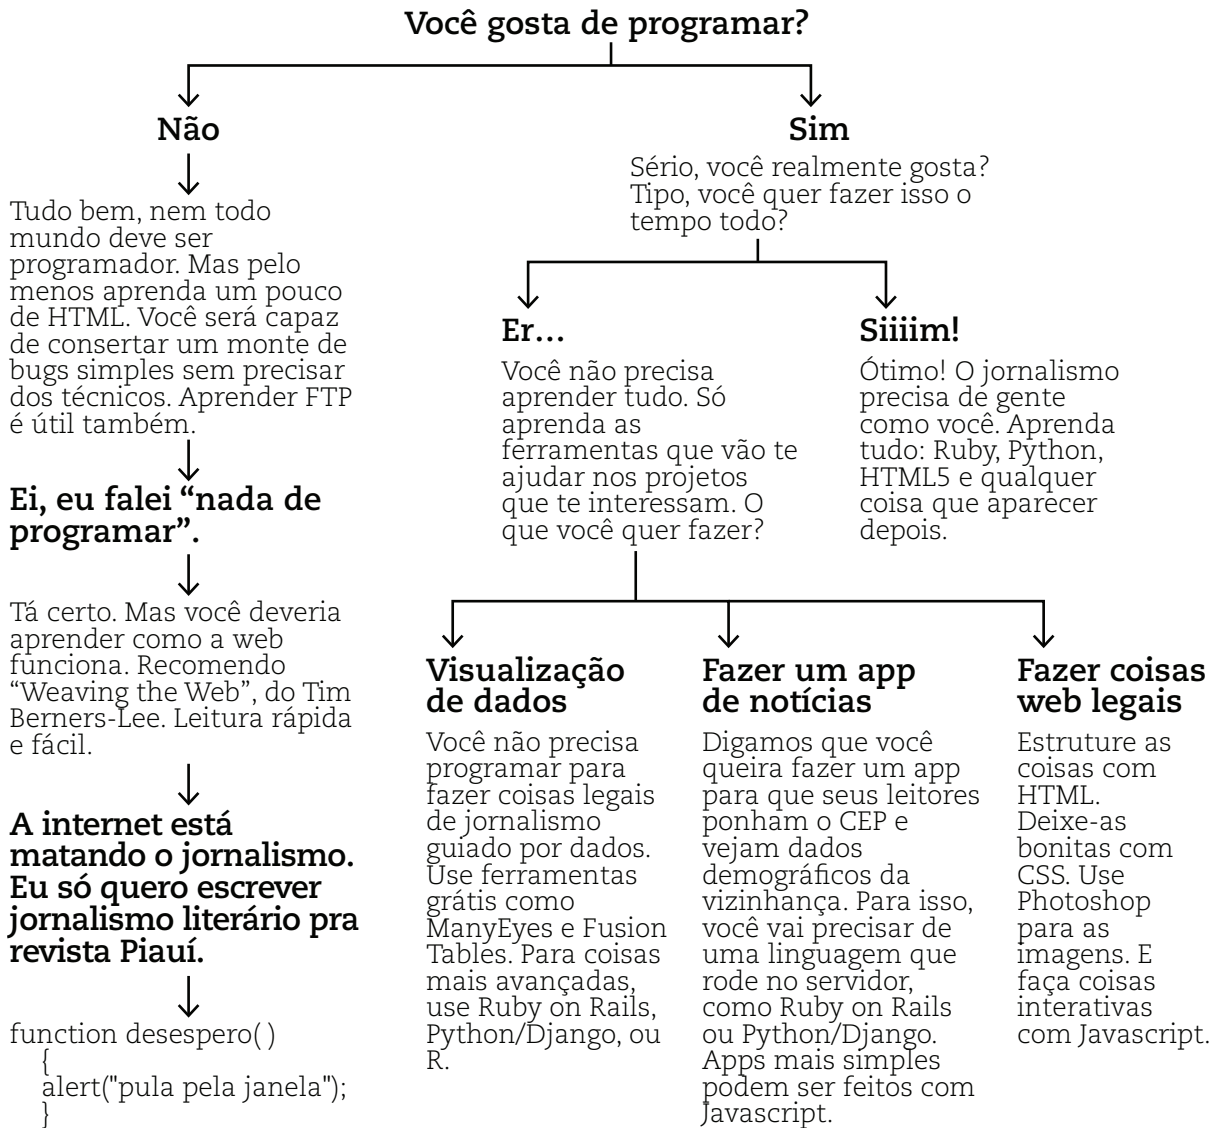 Você gosta de programar?
Não
Tudo bem, nem todo
mundo deve ser
programador. Mas pelo
menos aprenda um pouco
de HTML. Você será capaz
de consertar um monte de
bugs simples sem precisar
dos técnicos. Aprender FTP
é útil também.
Ei, eu falei “nada de
programar”.
Tá certo. Mas você deveria
aprender como a web
funciona. Recomendo
“Weaving the Web”, do Tim
Berners-Lee. Leitura rápida
e fácil.
A internet está
matando o jornalismo.
Eu só quero escrever
jornalismo literário pra
revista Piauí.
function desespero( )
{
alert("pula pela janela");
}
Sim
Sério, você realmente gosta?
Tipo, você quer fazer isso o
tempo todo?
Er...
Você não precisa
aprender tudo. Só
aprenda as
ferramentas que vão te
ajudar nos projetos
que te interessam. O
que você quer fazer?
Siiiim!
Ótimo! O jornalismo
precisa de gente
como você. Aprenda
tudo: Ruby, Python,
HTML5 e qualquer
coisa que aparecer
depois.
Visualização
de dados
Você não precisa
programar para
fazer coisas legais
de jornalismo
guiado por dados.
Use ferramentas
grátis como
ManyEyes e Fusion
Tables. Para coisas
mais avançadas,
use Ruby on Rails,
Python/Django, ou
R.
Fazer um app
de notícias
Digamos que você
queira fazer um app
para que seus leitores
ponham o CEP e
vejam dados
demográficos da
vizinhança. Para isso,
você vai precisar de
uma linguagem que
rode no servidor,
como Ruby on Rails
ou Python/Django.
Apps mais simples
podem ser feitos com
Javascript.
Fazer coisas
web legais
Estruture as
coisas com
HTML.
Deixe-as
bonitas com
CSS. Use
Photoshop
para as
imagens. E
faça coisas
interativas
com Javascript.